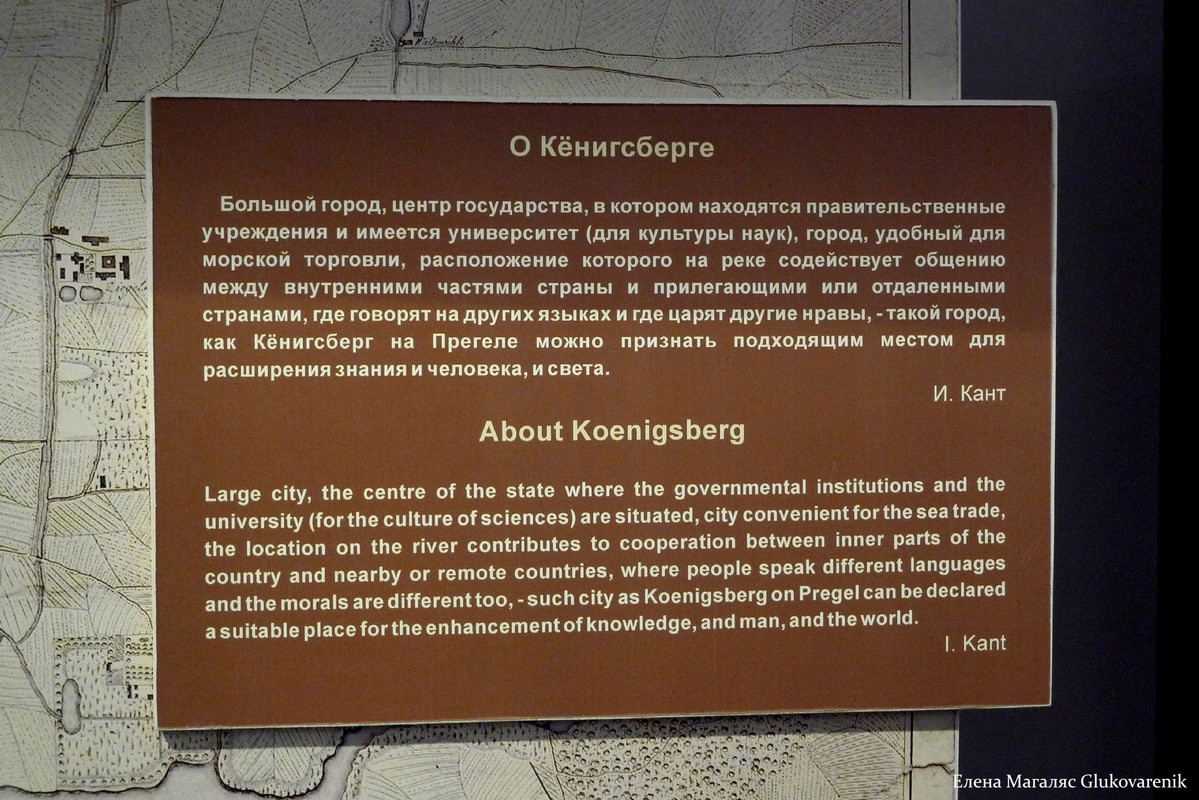 О Кёнигсберге
Большой город, центр государства, в котором находятся правительственные
учреждения и имеется университет (для культуры наук), город, удобный для
морской торговли, расположение которого на реке содействует общению
между внутренними частями страны и прилегающими или отдаленными
странами, где говорят на других языках и где царят другие нравы, - такой город,
как Кёнигсберг на Прегеле можно признать подходящим местом для
расширения знания и человека, и света.
И. Кант
About Koenigsberg
Large city, the centre of the state where the governmental institutions and the
university (for the culture of sciences) are situated, city convenient for the sea trade,
the location on the river contributes to cooperation between inner parts of the
country and nearby or remote countries, where people speak different languages
and the morals are different too, - such city as Koenigsberg on Pregel can be declared
a suitable place for the enhancement of knowledge, and man, and the world.
I. Kant
Елена Магаляс Glukovarenik